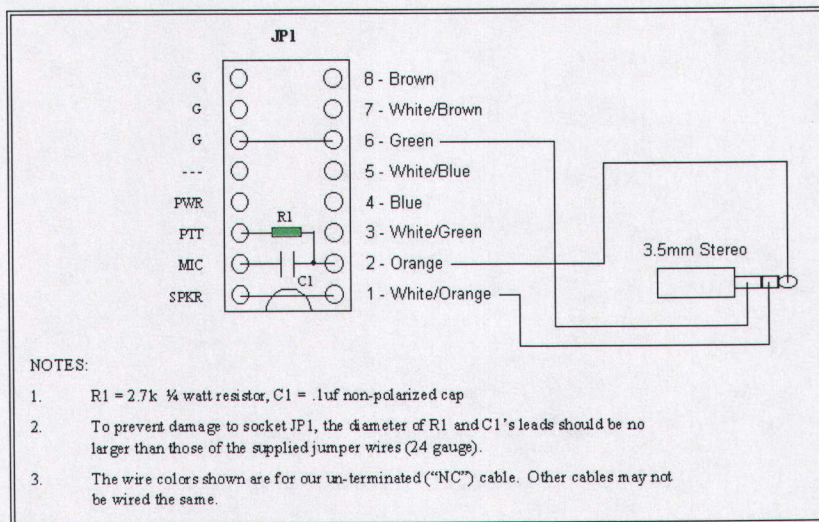 JP1
G 8 - Brown
G 7 - White/Brown
G 6 - Green
--- 5 - White/Blue
PWR 4 - Blue
PTT R1 3 - White/Green
3.5mm Stereo
MIC C1 2 - Orange
SPKR 1 - White/Orange
NOTES:
1. R1 = 2.7k ¼ watt resistor, C1 = .1uf non-polarized cap
2. To prevent damage to socket JP1, the diameter of R1 and C1's leads should be no
larger than those of the supplied jumper wires (24 gauge).
3. The wire colors shown are for our un-terminated (“NC”) cable. Other cables may not
be wired the same.